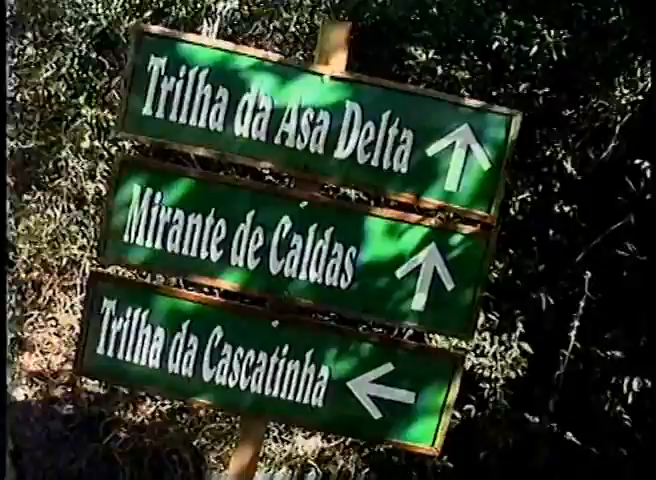 Trilha da Asa Delta ↑
Mirante de Caldas ↑
Trilha da Cascatinha ←